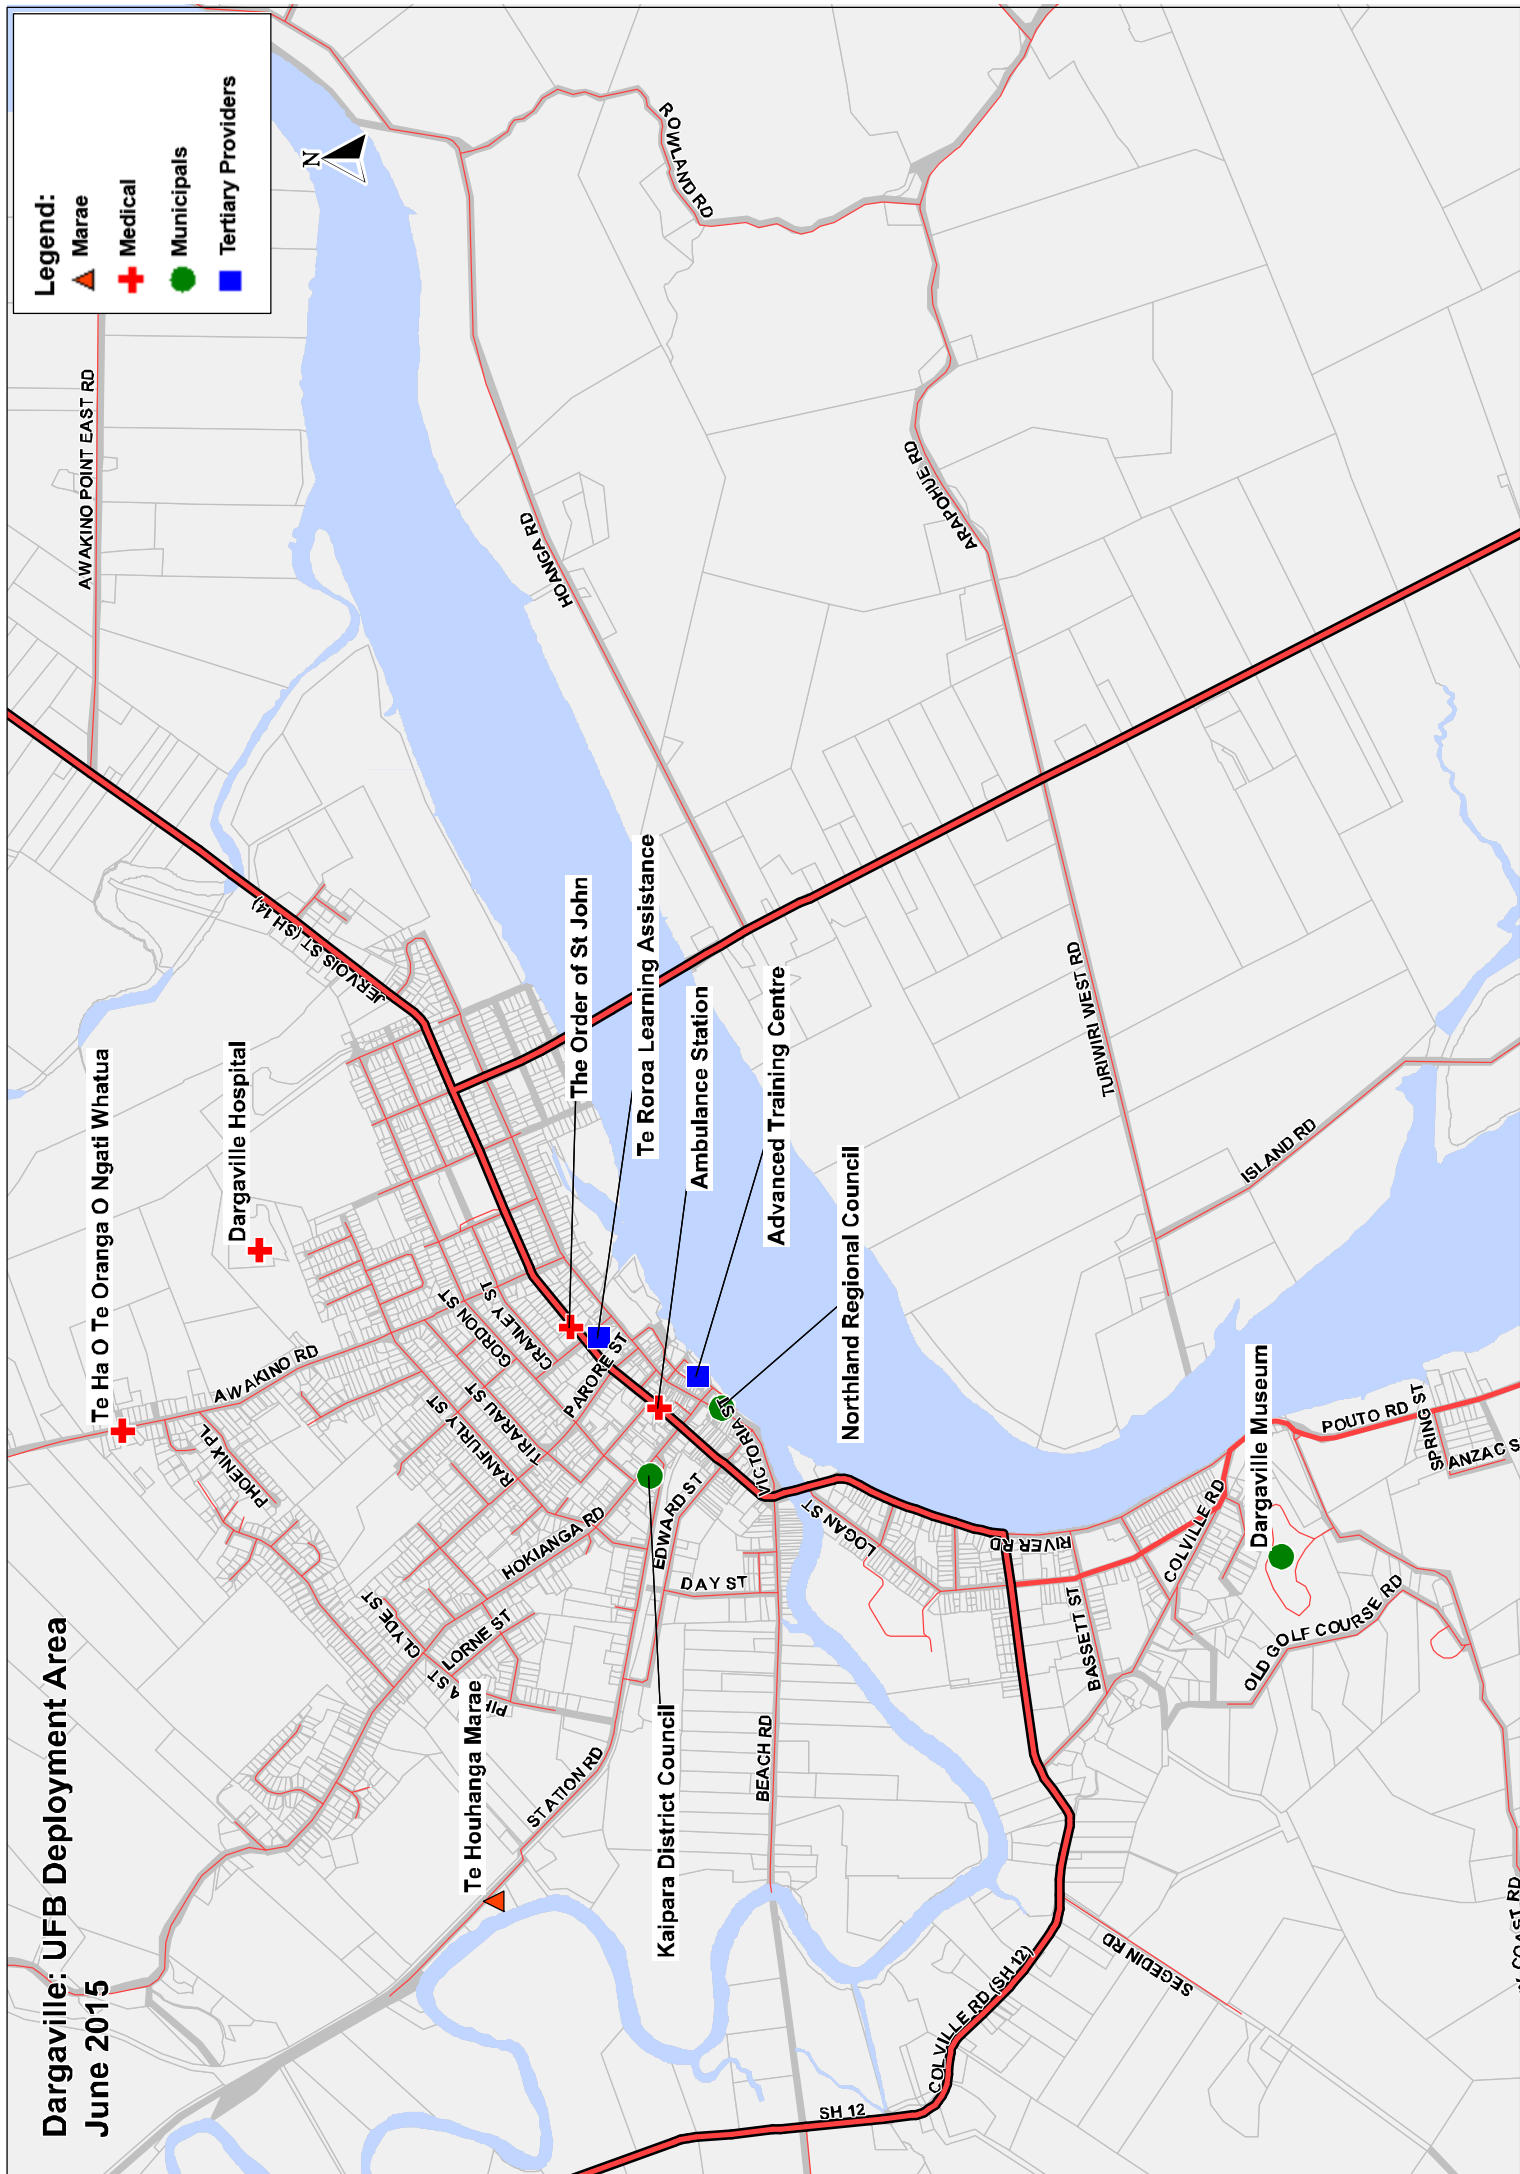 Dargaville: UFB Deployment Area
June 2015
Legend:
Marae
Medical
Municipals
Tertiary Providers
N
AWAKINO POINT EAST RD
ROWLAND RD
HOANGA RD
ARAPOHUE RD
JERVOIS ST (SH 14)
Te Ha O Te Oranga O Ngati Whatua
Dargaville Hospital
The Order of St John
Te Roroa Learning Assistance
Ambulance Station
Advanced Training Centre
Northland Regional Council
TURIWIRI WEST RD
ISLAND RD
AWAKINO RD
GORDON ST
CRANLEY ST
PARORE ST
PHOENIX PL
RANFURLY ST
TIRARAU ST
VICTORIA ST
HOKIANGA RD
EDWARD ST
DAY ST
LOGAN ST
RIVER RD
CLYDE ST
LORNE ST
Te Houhanga Marae
STATION RD
Kaipara District Council
BEACH RD
BASSETT ST
COLVILLE RD
Dargaville Museum
POUTO RD
SPRING ST
ANZAC S
OLD GOLF COURSE RD
SEGEDIN RD
COLVILLE RD (SH 12)
SH 12
COAST RD